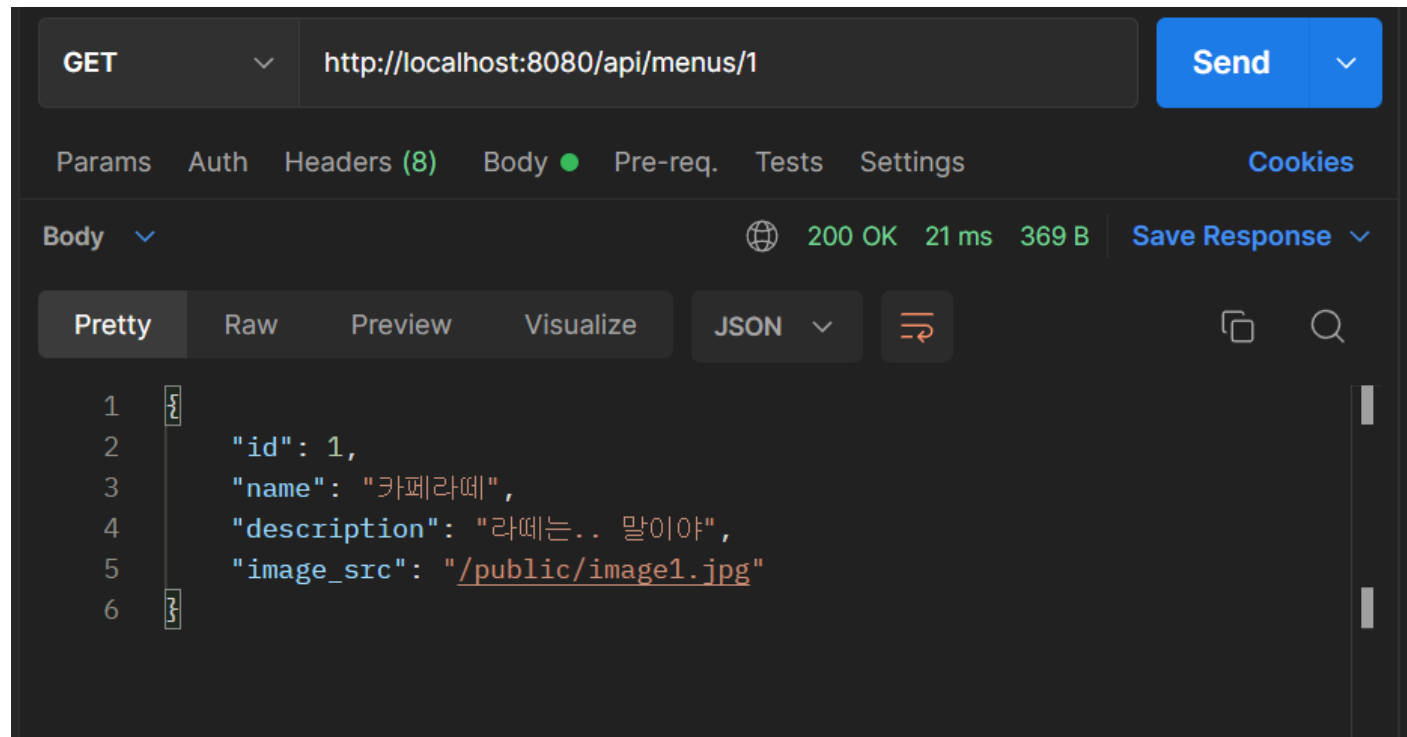 GET http://localhost:8080/api/menus/1 Send
Params Auth Headers (8) Body Pre-req. Tests Settings Cookies
Body 200 OK 21 ms 369 B Save Response
Pretty Raw Preview Visualize JSON
1 {
2 "id": 1,
3 "name": "카페라떼",
4 "description": "라떼는.. 말이야",
5 "image_src": "/public/image1.jpg"
6 }